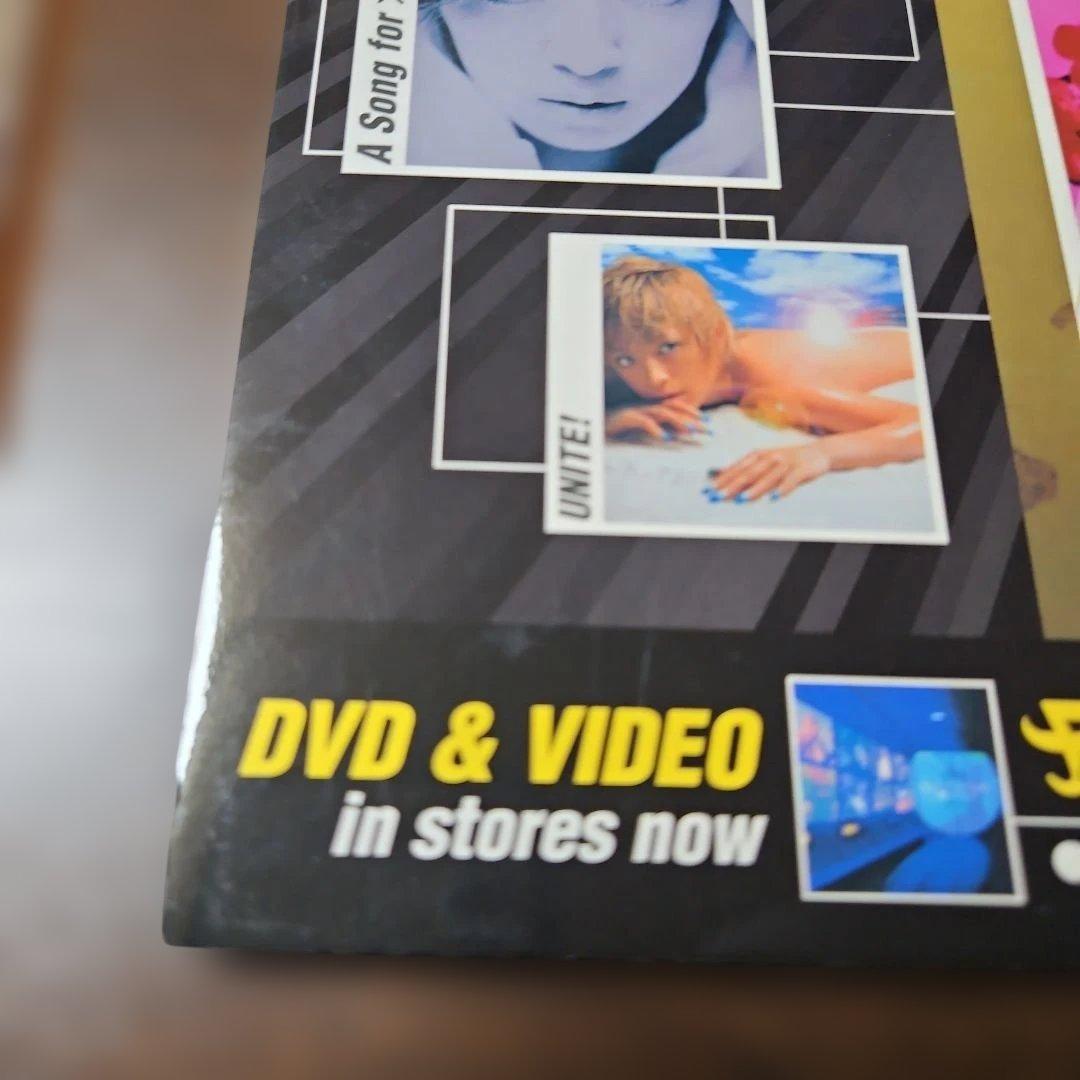 A Song for
UNITE!
DVD & VIDEO
in stores now